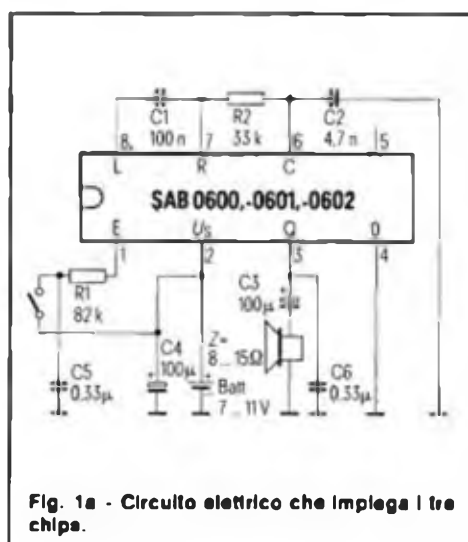 C1
100 n
R2
33 k
C2
4,7 n
8 7 6 5
L R C
SAB 0600,-0601,-0602
E Us Q 0
1 2 3 4
R1
82 k
C3
100µ
Z=
8...15Ω
C4
100µ
C5
0.33µ
Batt
7...11V
C6
0.33µ
Fig. 1a - Circuito elettrico che impiega i tre
chips.